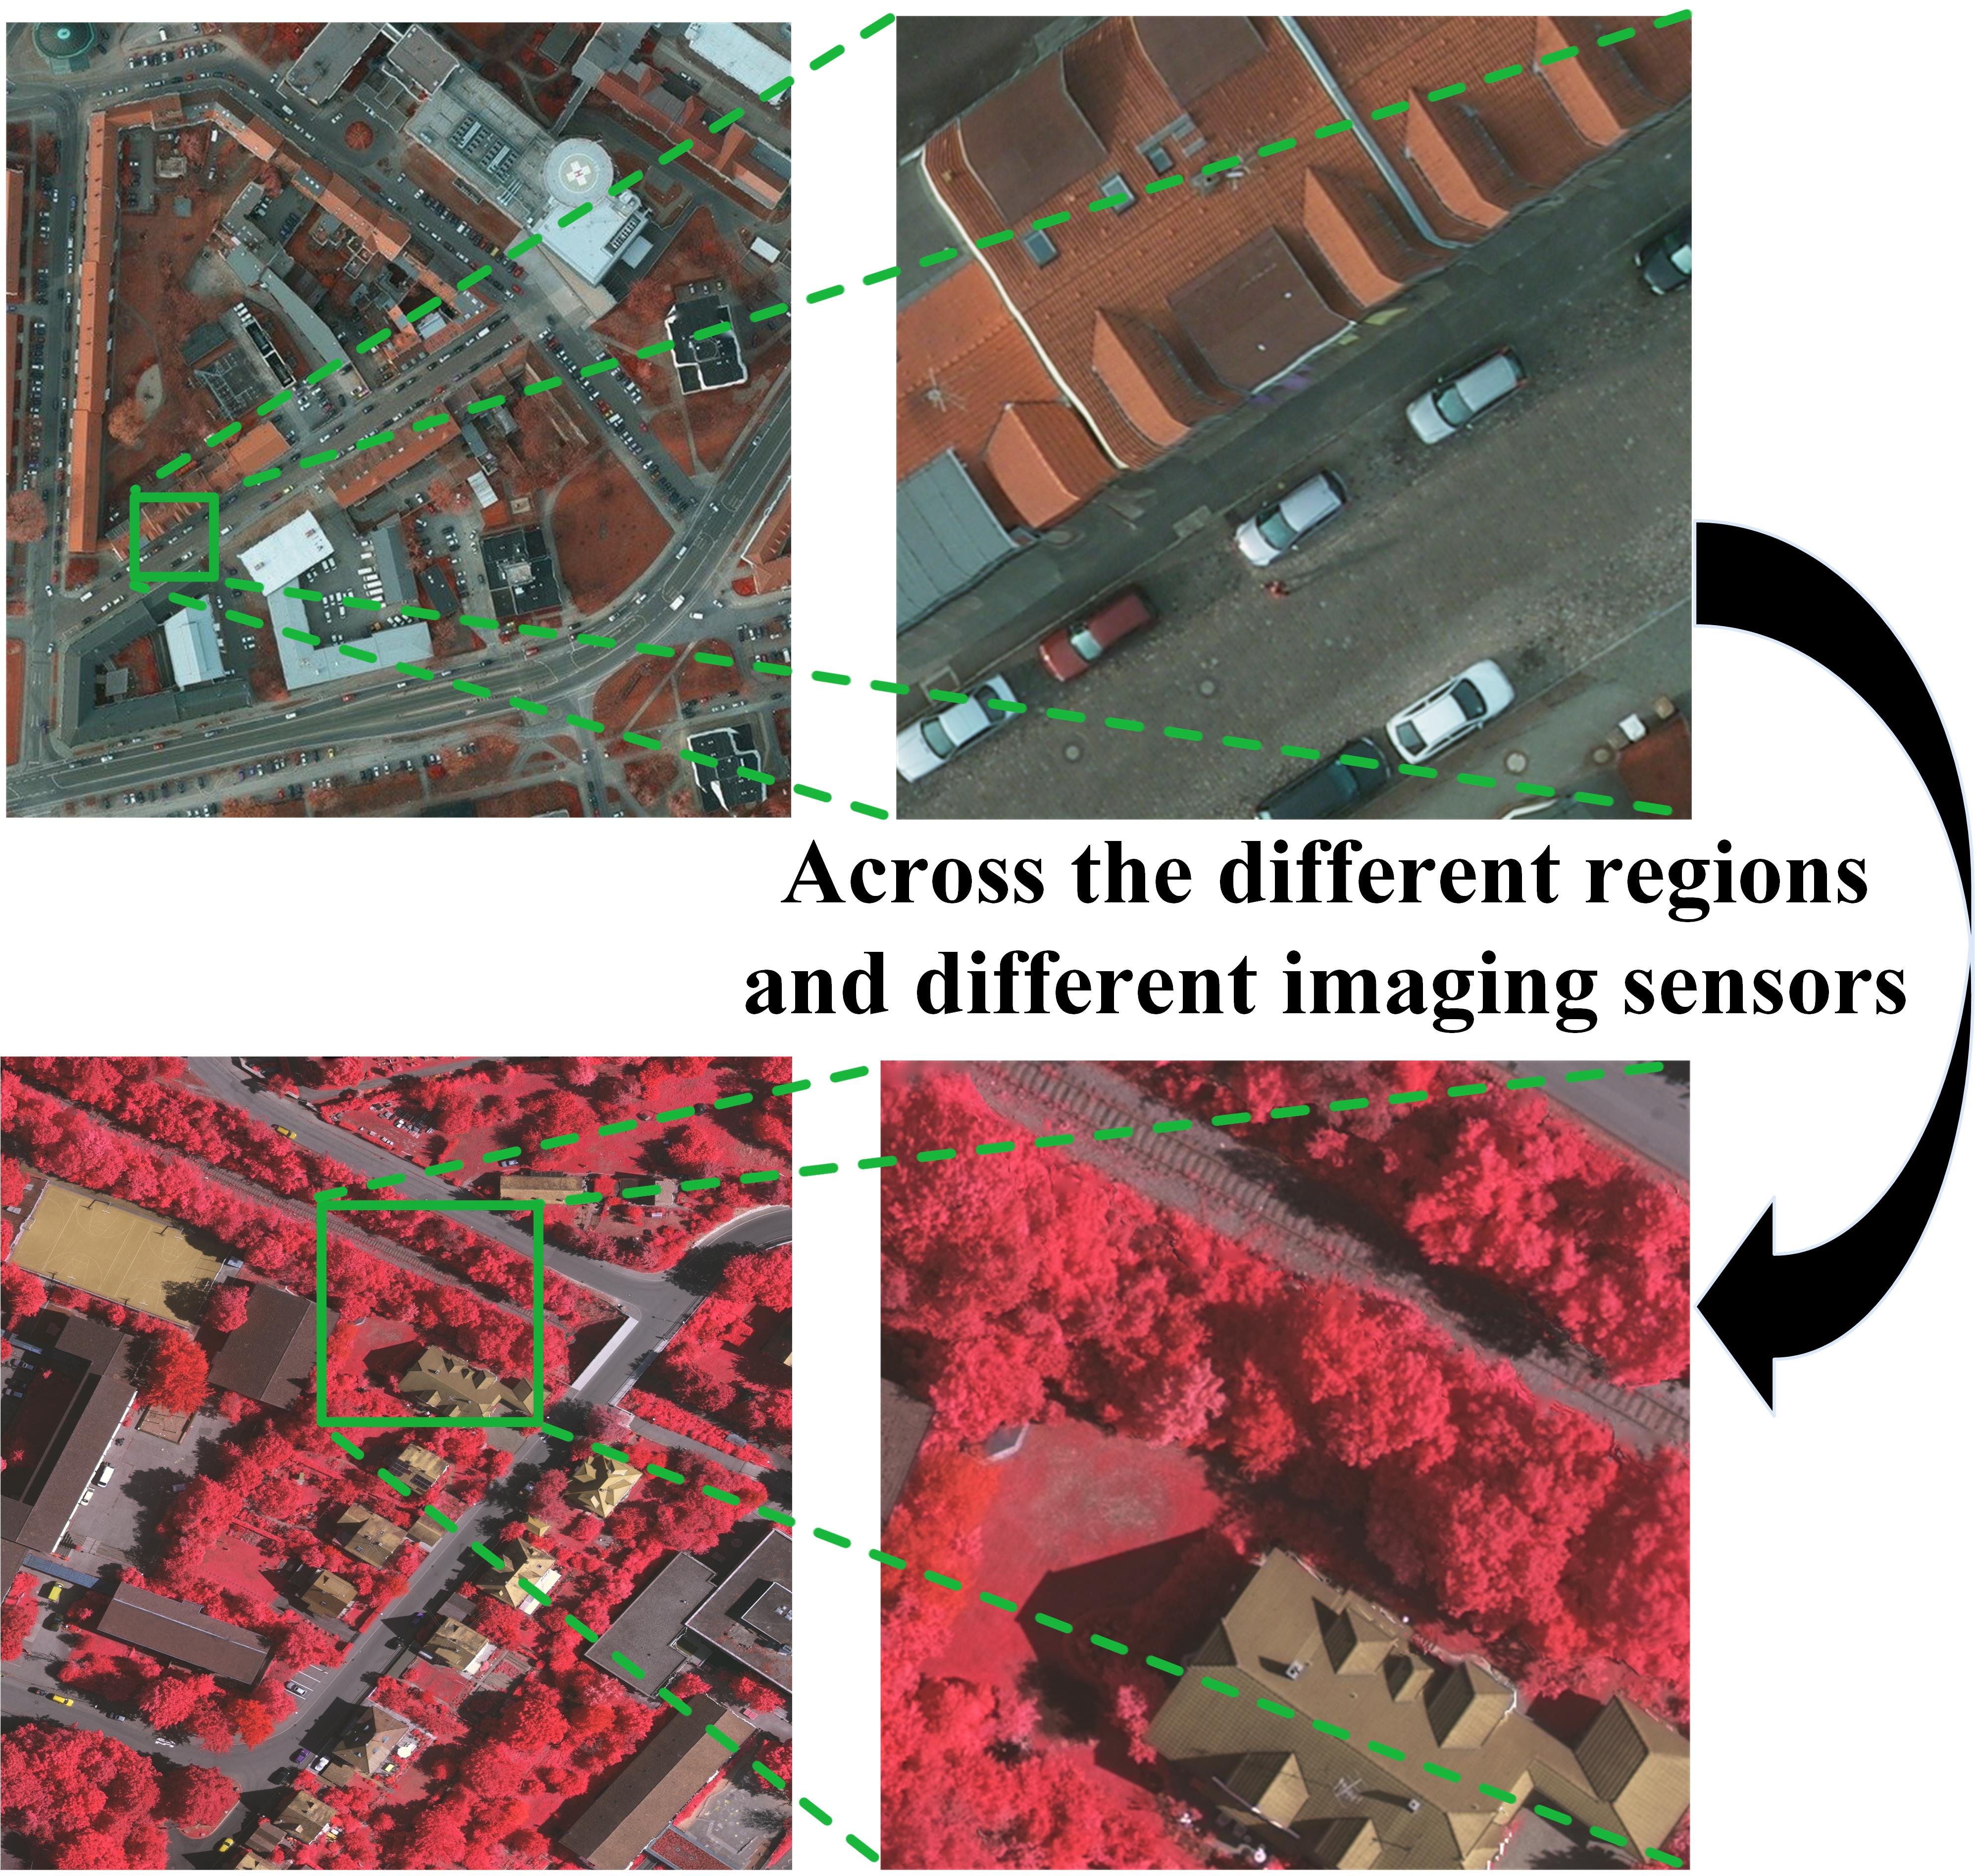 Across the different regions
and different imaging sensors